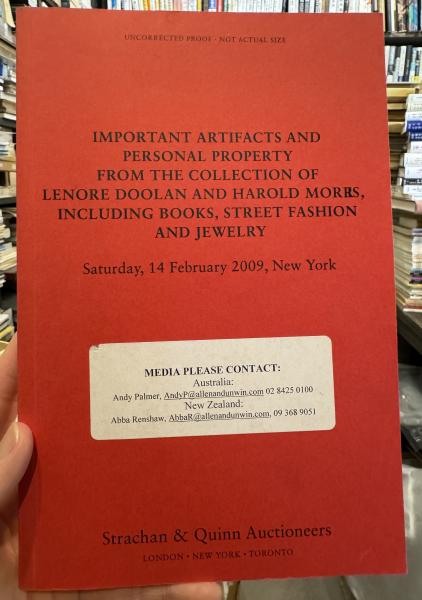 UNCORRECTED PROOF · NOT ACTUAL SIZE
IMPORTANT ARTIFACTS AND
PERSONAL PROPERTY
FROM THE COLLECTION OF
LENORE DOOLAN AND HAROLD MORRIS,
INCLUDING BOOKS, STREET FASHION
AND JEWELRY
Saturday, 14 February 2009, New York
MEDIA PLEASE CONTACT:
Australia:
Andy Palmer, AndyP@allenandunwin.com 02 8425 0100
New Zealand:
Abba Renshaw, AbbaR@allenandunwin.com, 09 368 9051
Strachan & Quinn Auctioneers
LONDON • NEW YORK • TORONTO